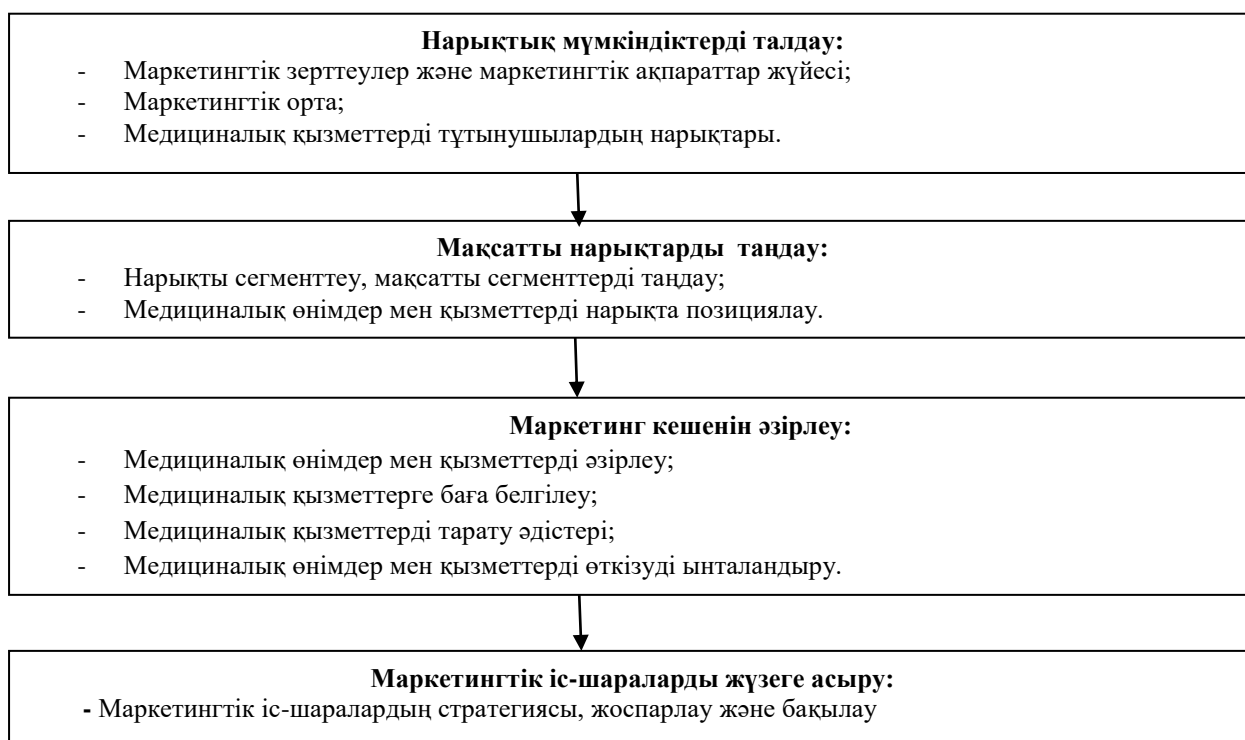 Нарықтық мүмкіндіктерді талдау:
- Маркетингтік зерттеулер және маркетингтік ақпараттар жүйесі;
- Маркетингтік орта;
- Медициналық қызметтерді тұтынушылардың нарықтары.
Мақсатты нарықтарды таңдау:
- Нарықты сегменттеу, мақсатты сегменттерді таңдау;
- Медициналық өнімдер мен қызметтерді нарықта позициялау.
Маркетинг кешенін әзірлеу:
- Медициналық өнімдер мен қызметтерді әзірлеу;
- Медициналық қызметтерге баға белгілеу;
- Медициналық қызметтерді тарату әдістері;
- Медициналық өнімдер мен қызметтерді өткізуді ынталандыру.
Маркетингтік іс-шараларды жүзеге асыру:
- Маркетингтік іс-шаралардың стратегиясы, жоспарлау және бақылау